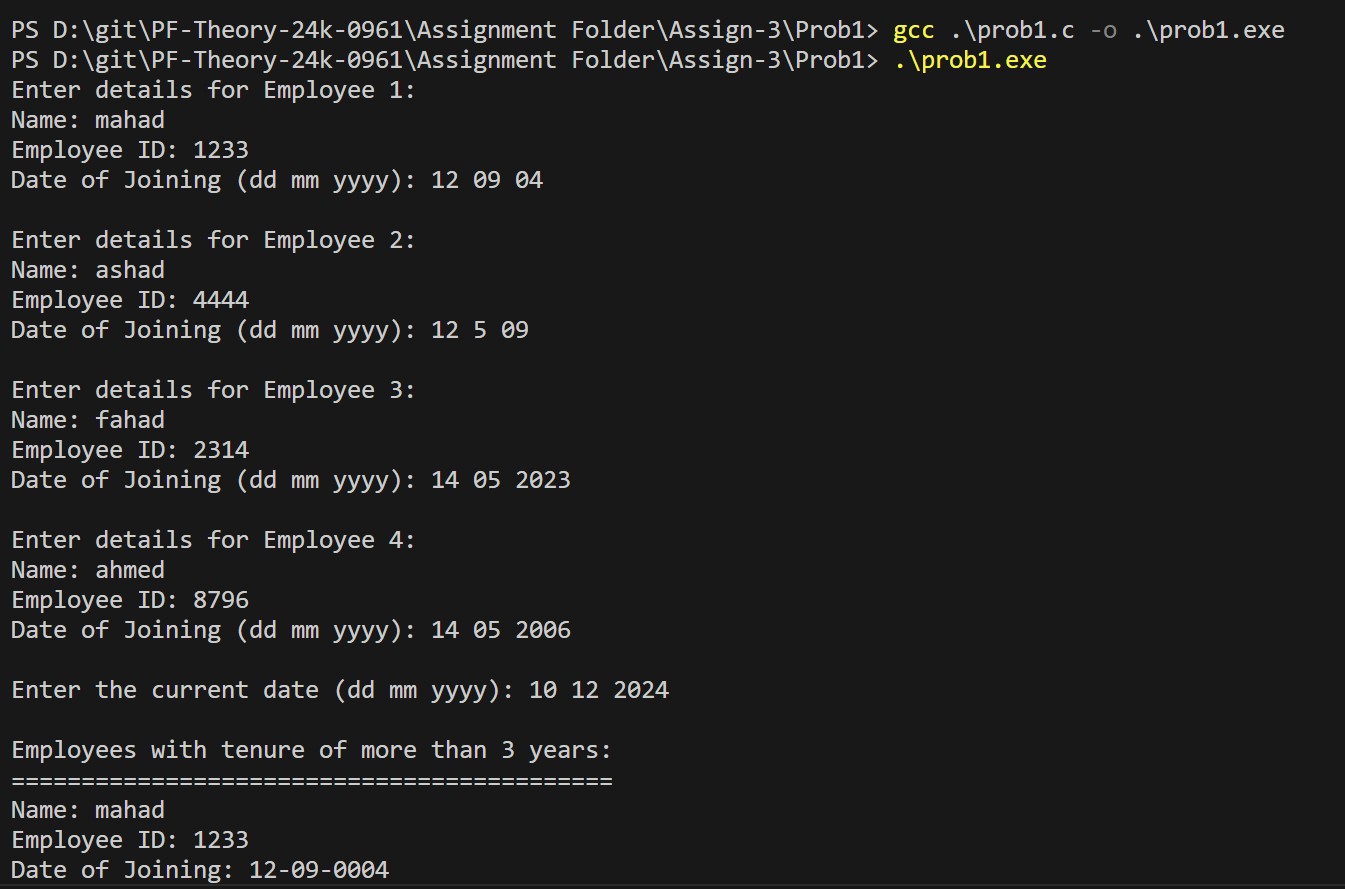 PS D:\git\PF-Theory-24k-0961\Assignment Folder\Assign-3\Prob1> gcc .\prob1.c -o .\prob1.exe
PS D:\git\PF-Theory-24k-0961\Assignment Folder\Assign-3\Prob1> .\prob1.exe
Enter details for Employee 1:
Name: mahad
Employee ID: 1233
Date of Joining (dd mm yyyy): 12 09 04
Enter details for Employee 2:
Name: ashad
Employee ID: 4444
Date of Joining (dd mm yyyy): 12 5 09
Enter details for Employee 3:
Name: fahad
Employee ID: 2314
Date of Joining (dd mm yyyy): 14 05 2023
Enter details for Employee 4:
Name: ahmed
Employee ID: 8796
Date of Joining (dd mm yyyy): 14 05 2006
Enter the current date (dd mm yyyy): 10 12 2024
Employees with tenure of more than 3 years:
===========================================
Name: mahad
Employee ID: 1233
Date of Joining: 12-09-0004